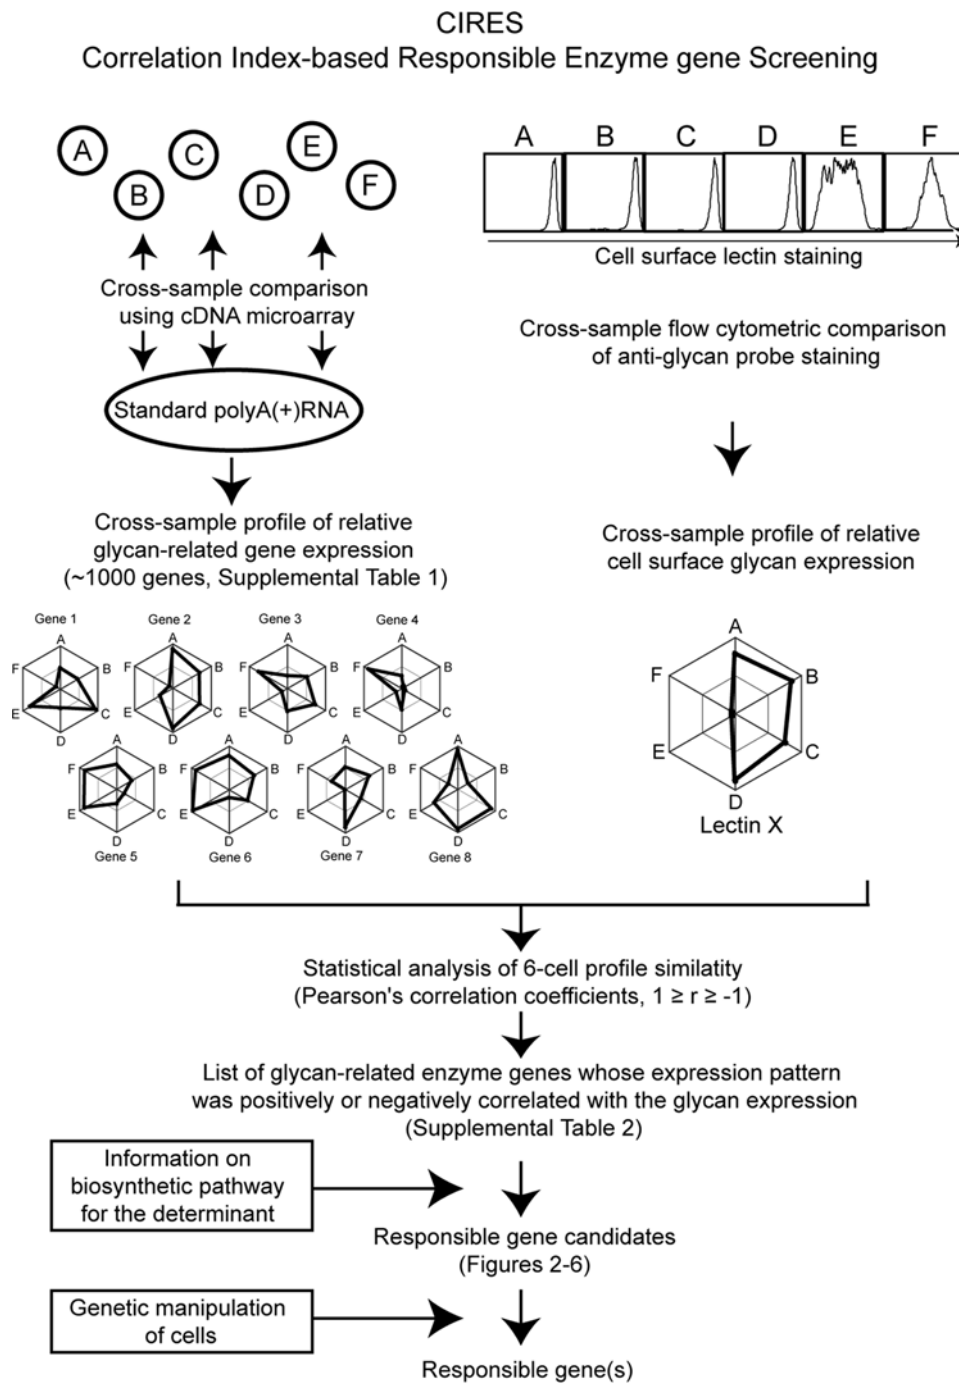 CIRES
Correlation Index-based Responsible Enzyme gene Screening
A
B
C
D
E
F
Cross-sample comparison
using cDNA microarray
Standard polyA(+)RNA
Cross-sample profile of relative
glycan-related gene expression
(~1000 genes, Supplemental Table 1)
A B C D E F
Cell surface lectin staining
Cross-sample flow cytometric comparison
of anti-glycan probe staining
Cross-sample profile of relative
cell surface glycan expression
Gene 1
A
B
C
D
E
F
Gene 2
A
B
C
D
E
F
Gene 3
A
B
C
D
E
F
Gene 4
A
B
C
D
E
F
A
B
C
D
E
F
Gene 5
A
B
C
D
E
F
Gene 6
A
B
C
D
E
F
Gene 7
A
B
C
D
E
F
Gene 8
A
B
C
D
E
F
Lectin X
Statistical analysis of 6-cell profile similatity
(Pearson's correlation coefficients, 1 ≥ r ≥ -1)
List of glycan-related enzyme genes whose expression pattern
was positively or negatively correlated with the glycan expression
(Supplemental Table 2)
Information on
biosynthetic pathway
for the determinant
Responsible gene candidates
(Figures 2-6)
Genetic manipulation
of cells
Responsible gene(s)